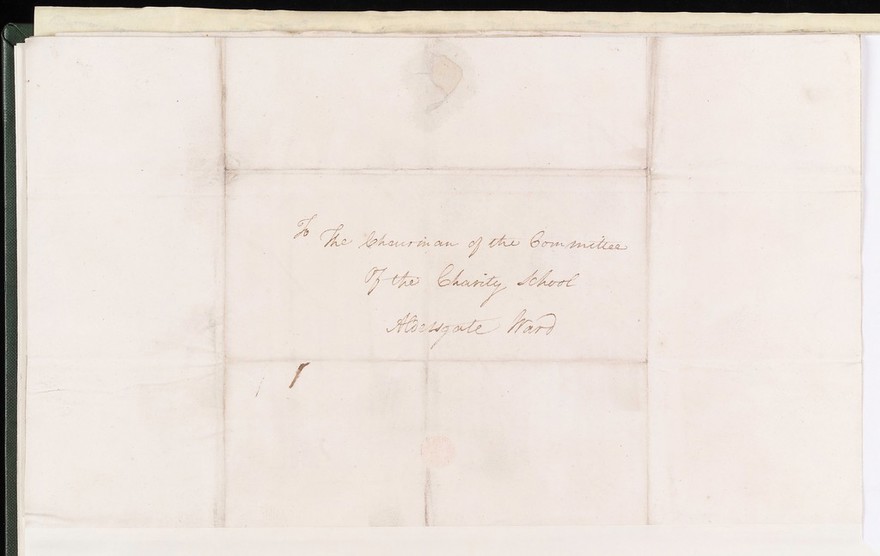 To The Chairman of the Committee
Of the Charity School
Aldersgate Ward